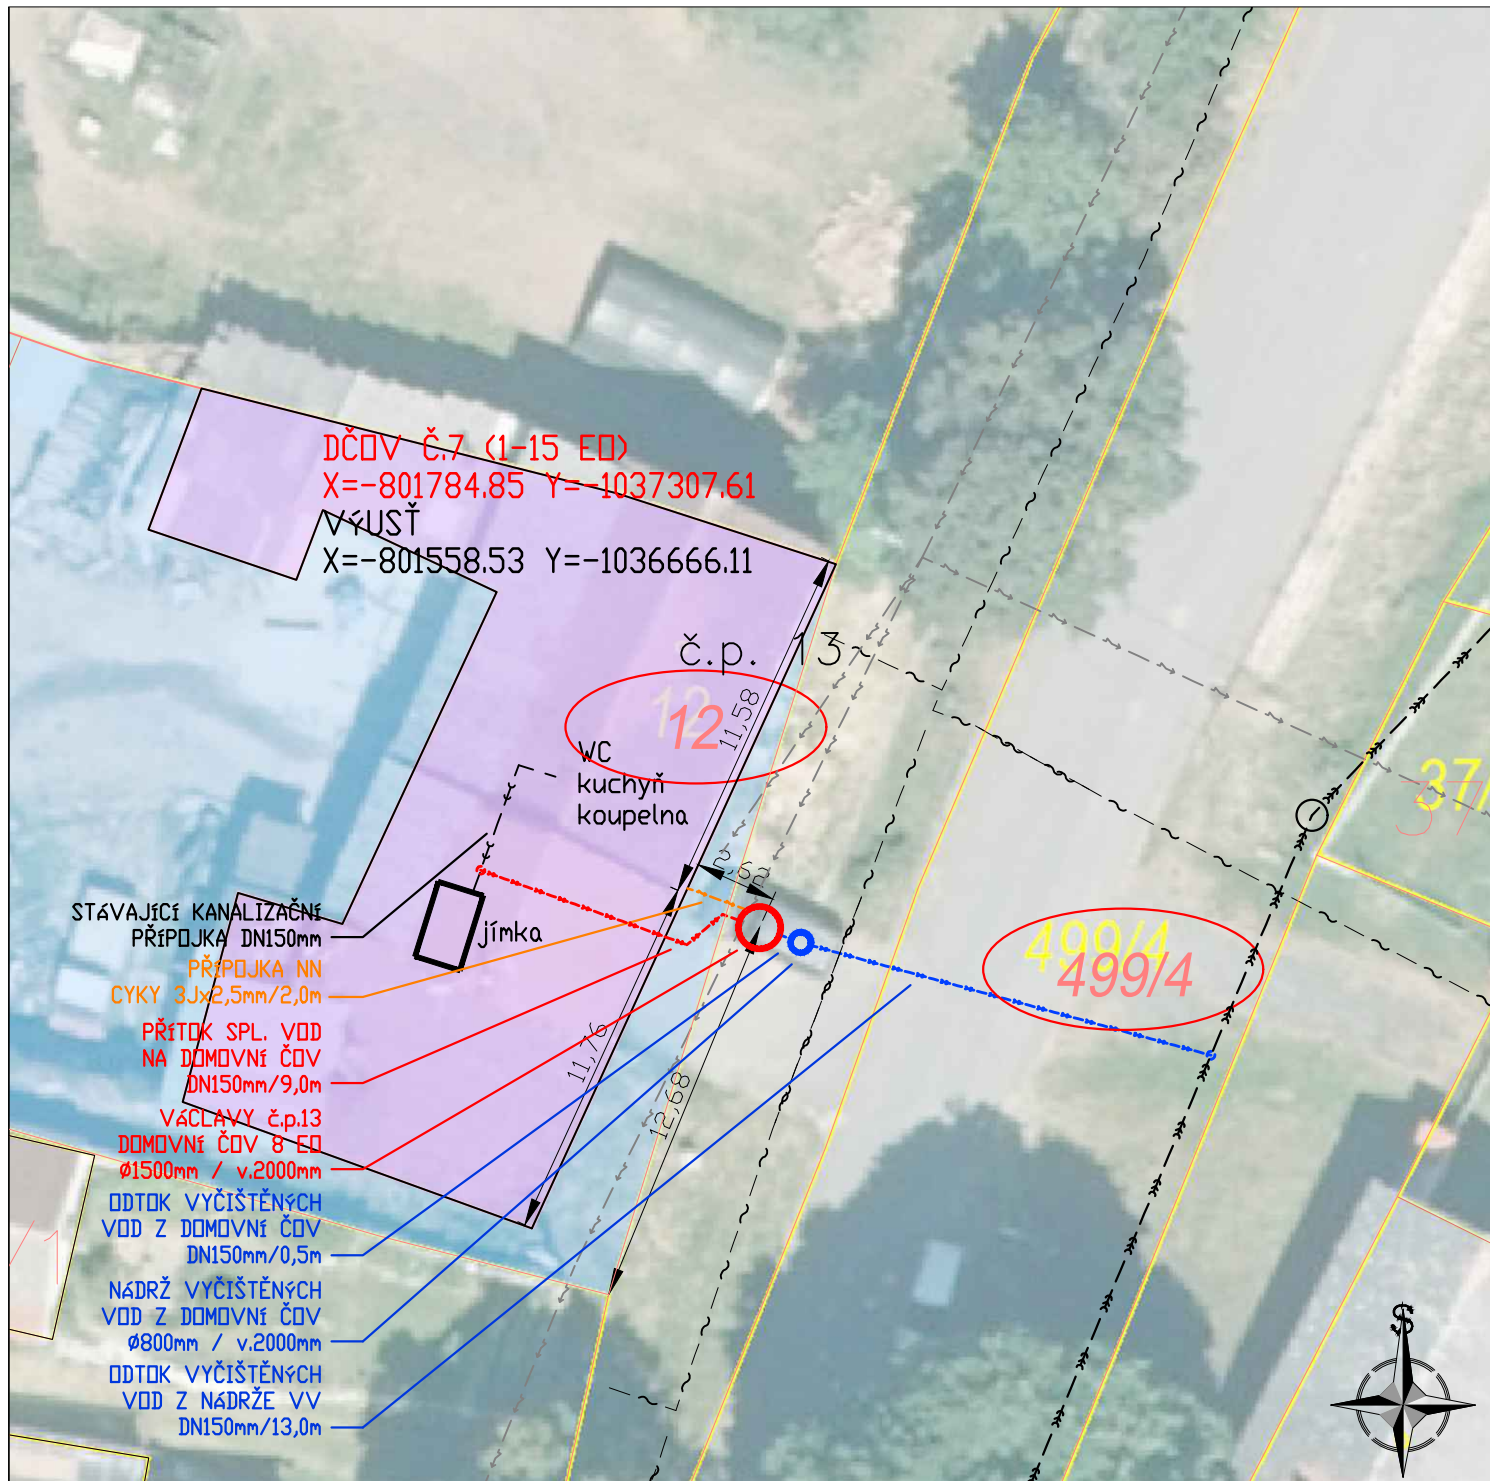 DČOV Č.7 (1-15 EO)
X=-801784.85 Y=-1037307.61
VÝUSŤ
X=-801558.53 Y=-1036666.11
č.p. 13
12
12
11,58
WC
kuchyň
koupelna
2,62
37/
37
STÁVAJÍCÍ KANALIZAČNÍ
PŘÍPOJKA DN150mm
jímka
PŘÍPOJKA NN
CYKY 3Jx2,5mm/2,0m
499/4
499/4
PŘÍTOK SPL. VOD
NA DOMOVNÍ ČOV
DN150mm/9,0m
11,76
12,68
VÁCLAVY č.p.13
DOMOVNÍ ČOV 8 EO
Ø1500mm / v.2000mm
ODTOK VYČIŠTĚNÝCH
VOD Z DOMOVNÍ ČOV
DN150mm/0,5m
NÁDRŽ VYČIŠTĚNÝCH
VOD Z DOMOVNÍ ČOV
Ø800mm / v.2000mm
ODTOK VYČIŠTĚNÝCH
VOD Z NÁDRŽE VV
DN150mm/13,0m